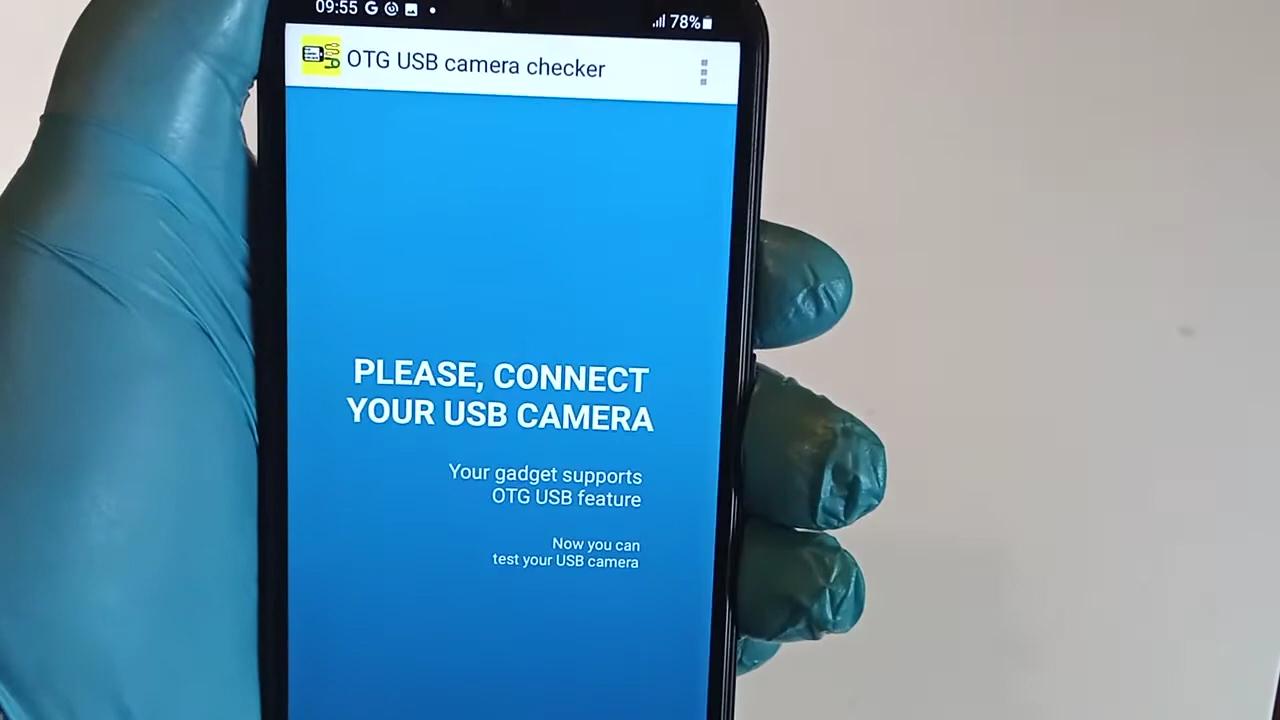 09:55
78%
OTG USB camera checker
PLEASE, CONNECT
YOUR USB CAMERA
Your gadget supports
OTG USB feature
Now you can
test your USB camera